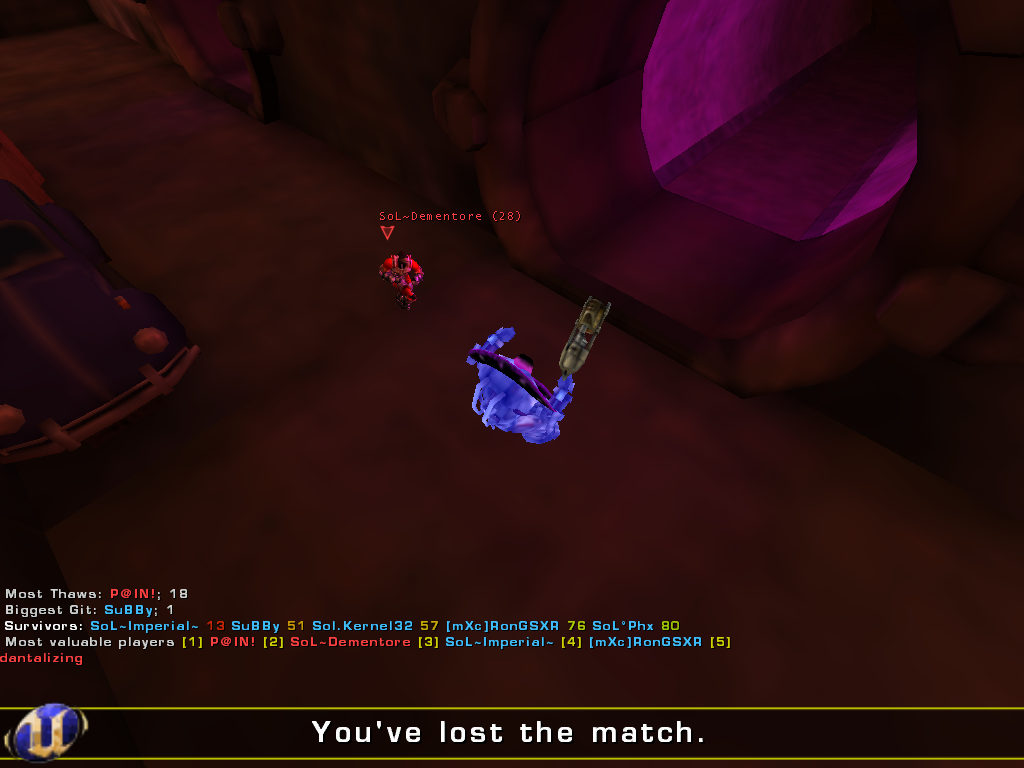 SoL~Dementore (28)
Most Thaws: P@IN!; 18
Biggest Git: SuBBy; 1
Survivors: SoL~Imperial~ 13 SuBBy 51 Sol.Kernel32 57 [mXc]RonGSXR 76 SoL°Phx 80
Most valuable players [1] P@IN! [2] SoL~Dementore [3] SoL~Imperial~ [4] [mXc]RonGSXR [5]
dantalizing
You've lost the match.